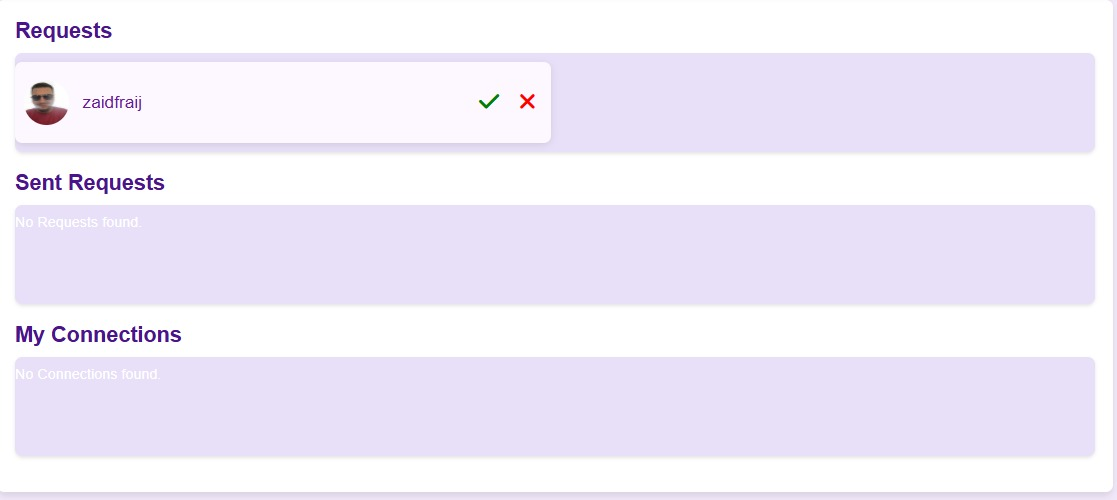 Requests
zaidfraij
Sent Requests
No Requests found.
My Connections
No Connections found.